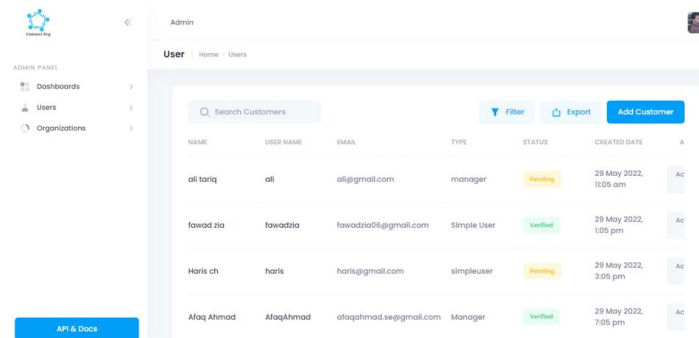 Connect Org
Admin
User Home - Users
ADMIN PANEL
Dashboards
Users
Organizations
API & Docs
Search Customers
Filter Export Add Customer
NAME USER NAME EMAIL TYPE STATUS CREATED DATE A
ali tariq ali ali@gmail.com manager Pending 29 May 2022, 11:05 am Ac
fawad zia fawadzia fawadzia06@gmail.com Simple User Verified 29 May 2022, 1:05 pm Ac
Haris ch haris haris@gmail.com simpleuser Pending 29 May 2022, 3:05 pm Ac
Afaq Ahmad AfaqAhmad afaqahmad.se@gmail.com Manager Verified 29 May 2022, 7:05 pm Ac